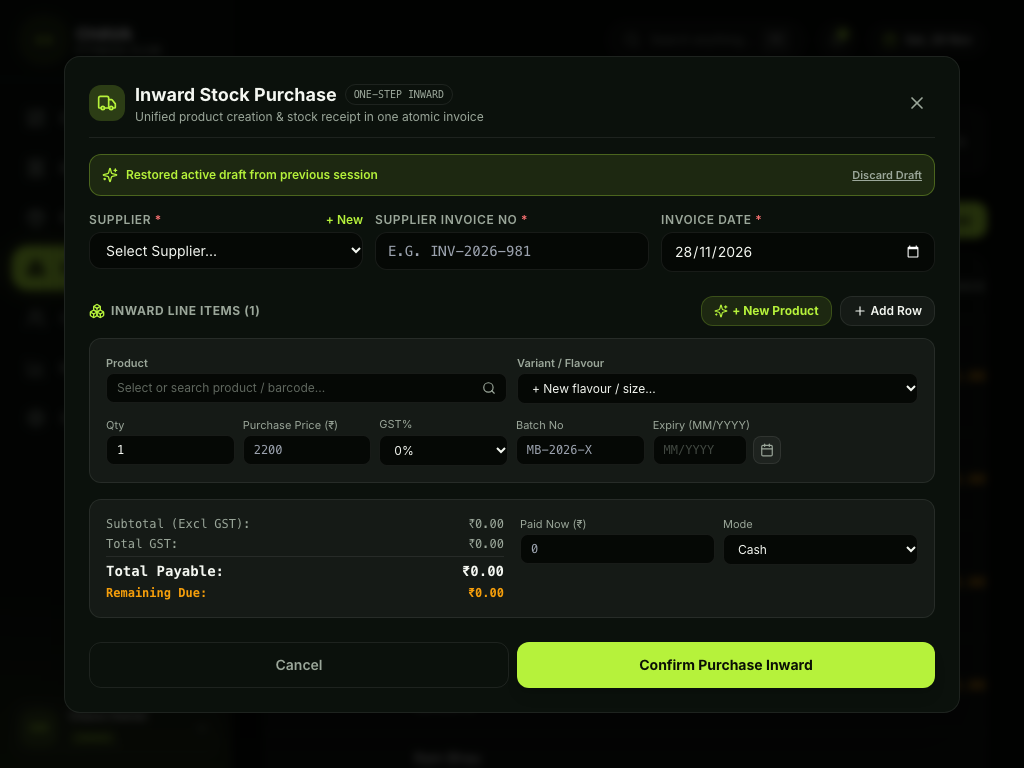 Inward Stock Purchase ONE-STEP INWARD
Unified product creation & stock receipt in one atomic invoice
Restored active draft from previous session Discard Draft
SUPPLIER * + New SUPPLIER INVOICE NO * INVOICE DATE *
Select Supplier... E.G. INV-2026-981 28/11/2026
INWARD LINE ITEMS (1) + New Product Add Row
Product Variant / Flavour
Select or search product / barcode... + New flavour / size...
Qty Purchase Price (₹) GST% Batch No Expiry (MM/YYYY)
1 2200 0% MB-2026-X MM/YYYY
Subtotal (Excl GST): ₹0.00 Paid Now (₹) Mode
Total GST: ₹0.00 0 Cash
Total Payable: ₹0.00
Remaining Due: ₹0.00
Cancel Confirm Purchase Inward